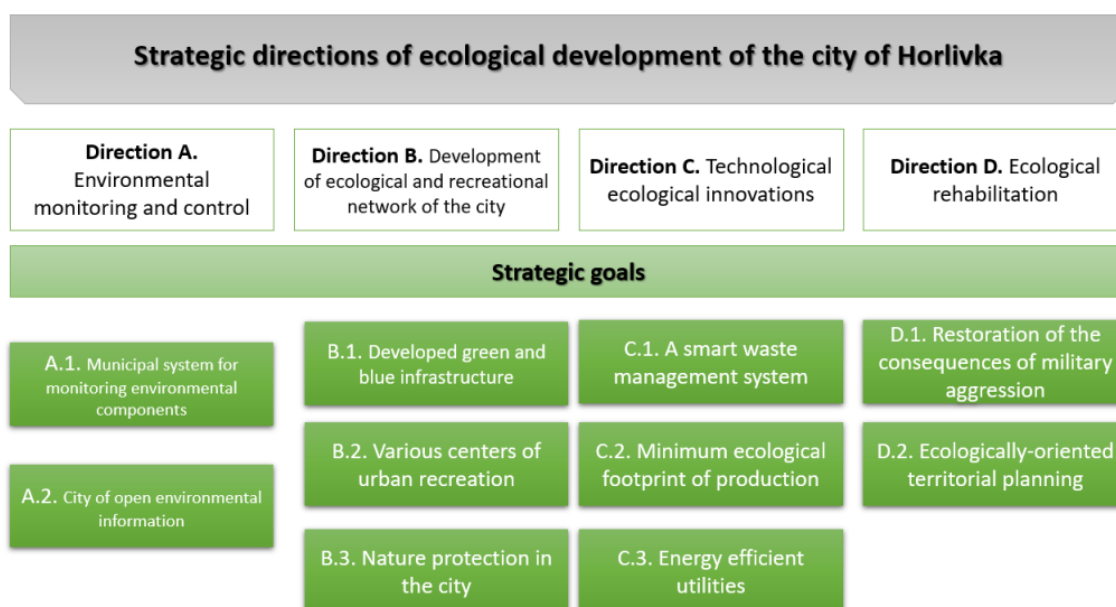 Strategic directions of ecological development of the city of Horlivka
Direction A.
Environmental
monitoring and control
Direction B. Development
of ecological and recreational
network of the city
Direction C. Technological
ecological innovations
Direction D. Ecological
rehabilitation
Strategic goals
A.1. Municipal system for
monitoring environmental
components
A.2. City of open environmental
information
B.1. Developed green and
blue infrastructure
B.2. Various centers of
urban recreation
B.3. Nature protection in
the city
C.1. A smart waste
management system
C.2. Minimum ecological
footprint of production
C.3. Energy efficient
utilities
D.1. Restoration of the
consequences of military
aggression
D.2. Ecologically-oriented
territorial planning